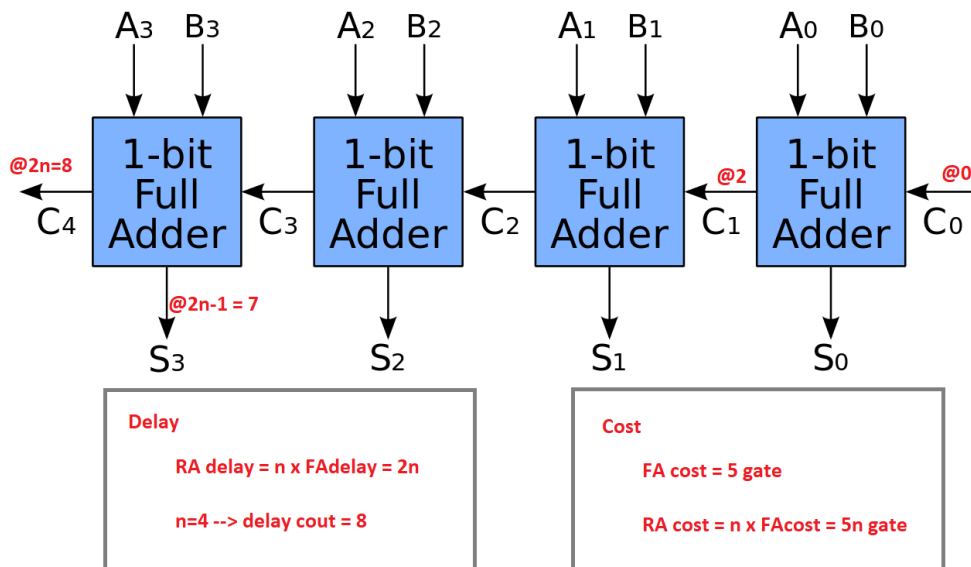 A3 B3 A2 B2 A1 B1 A0 B0
1-bit Full Adder
1-bit Full Adder
1-bit Full Adder
1-bit Full Adder
@2n=8 @2 @0
C4 C3 C2 C1 C0
@2n-1 = 7
S3 S2 S1 S0
Delay
RA delay = n x FAdelay = 2n
n=4 --> delay cout = 8
Cost
FA cost = 5 gate
RA cost = n x FAcost = 5n gate